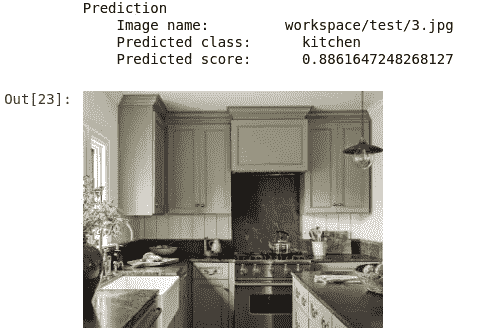 Prediction
Image name: workspace/test/3.jpg
Predicted class: kitchen
Predicted score: 0.8861647248268127
Out[23]: